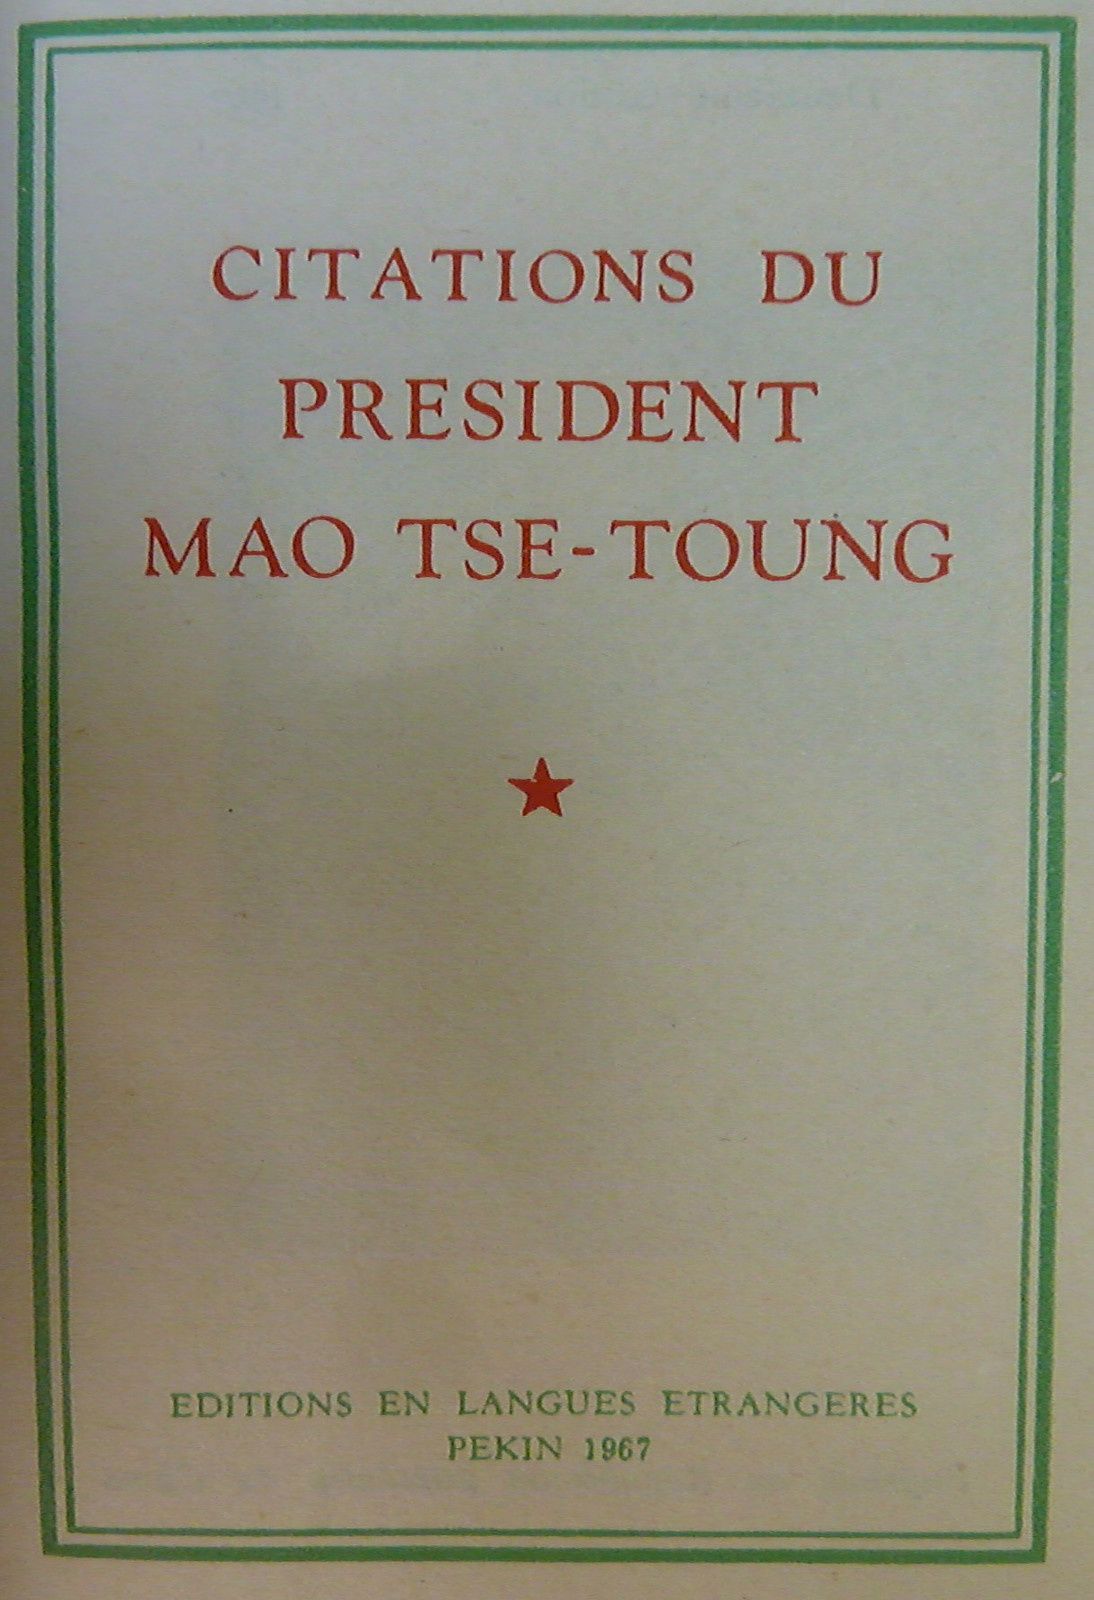 CITATIONS DU
PRESIDENT
MAO TSE-TOUNG
EDITIONS EN LANGUES ETRANGERES
PEKIN 1967